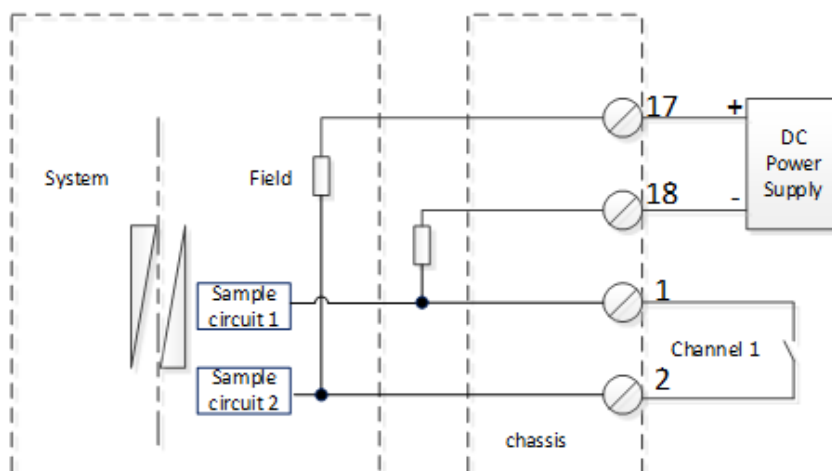 17
+
DC
Power
Supply
System
Field
18
-
Sample
circuit 1
1
Channel 1
Sample
circuit 2
2
chassis